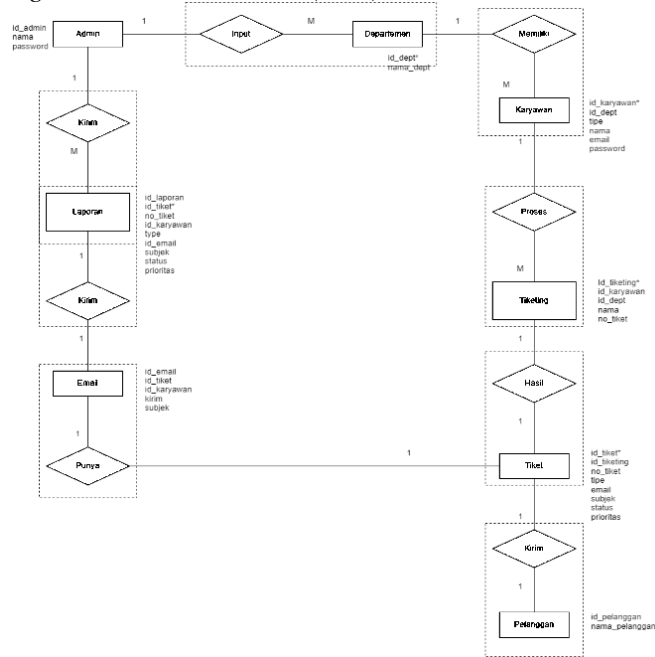 id_admin
nama
password
Admin
1
Input
M
Departemen
id_dept*
nama_dept
1
Memiliki
M
Karyawan
id_karyawan*
id_dept
tipe
nama
email
password
1
Kirim
M
Laporan
id_laporan
id_tiket*
no_tiket
id_karyawan
type
id_email
subjek
status
prioritas
1
Proses
M
Tiketing
id_tiketing*
id_karyawan
id_dept
nama
no_tiket
1
Kirim
1
Email
id_email
id_tiket
id_karyawan
kirim
subjek
1
Hasil
1
1
Punya
1
Tiket
id_tiket*
id_tiketing
no_tiket
tipe
email
subjek
status
prioritas
1
Kirim
1
Pelanggan
id_pelanggan
nama_pelanggan